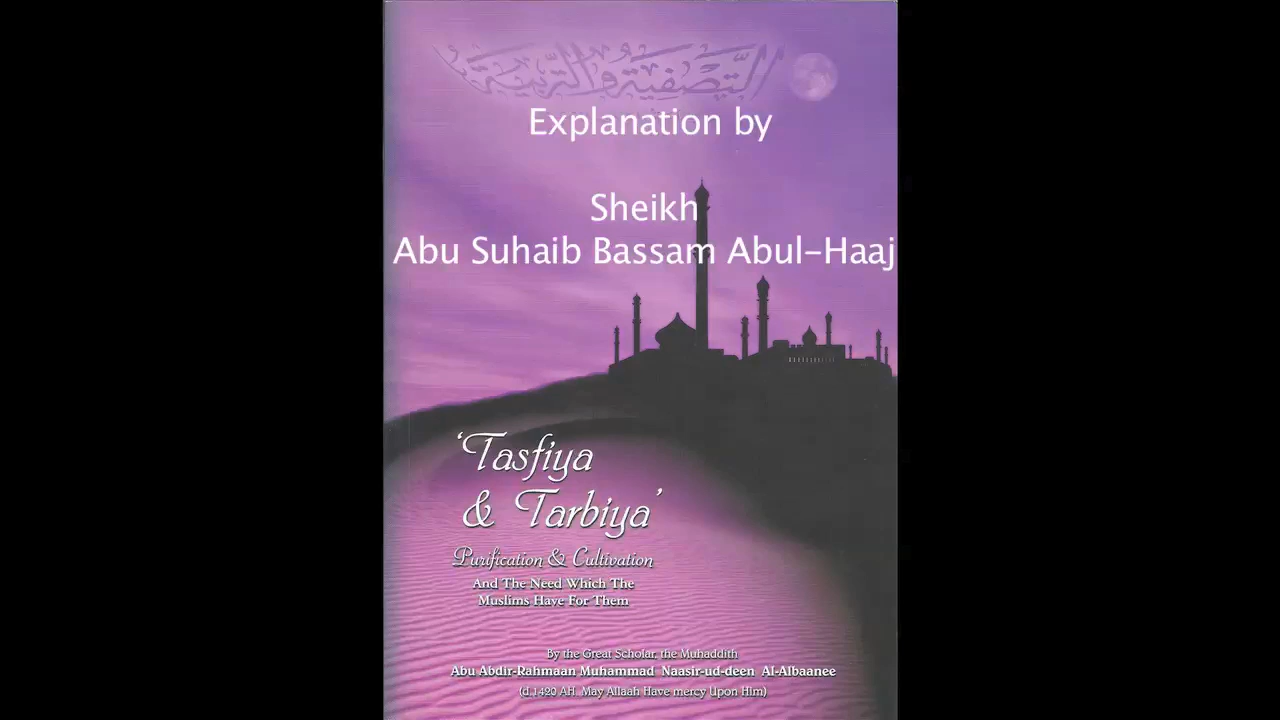 التصفية والتربية
Explanation by
Sheikh
Abu Suhaib Bassam Abul-Haaj
‘Tasfiya
& Tarbiya’
Purification & Cultivation
And The Need Which The
Muslims Have For Them
By the Great Scholar, the Muhaddith
Abu Abdir-Rahmaan Muhammad Naasir-ud-deen Al-Albaanee
(d.1420 AH. May Allaah Have mercy Upon Him)